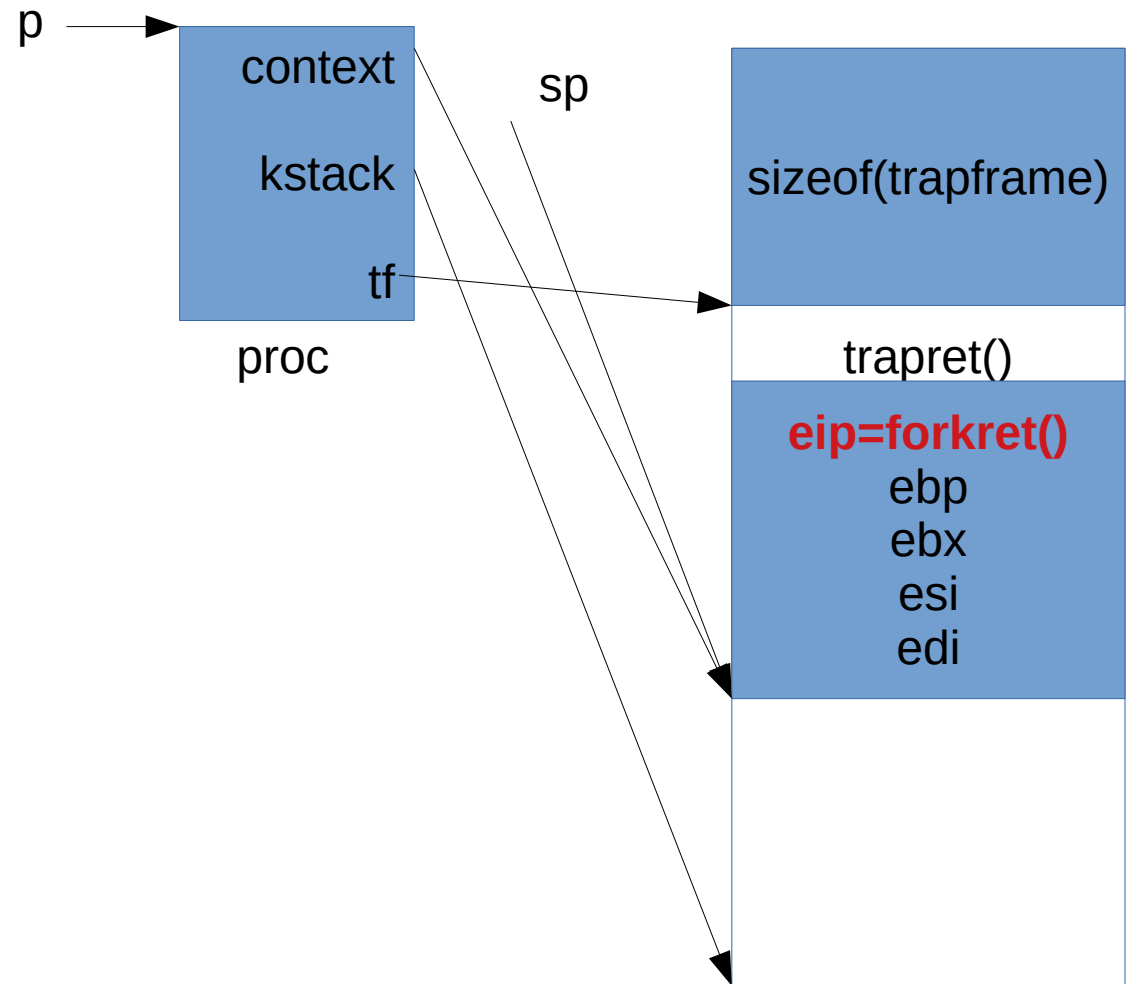 p
context
kstack
tf
proc
sp
sizeof(trapframe)
trapret()
eip=forkret()
ebp
ebx
esi
edi